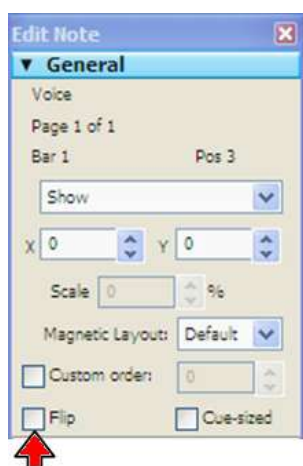 Edit Note
General
Voice
Page 1 of 1
Bar 1 Pos 3
Show
X 0 Y 0
Scale 0 %
Magnetic Layout: Default
Custom order: 0
Flip Cue-sized